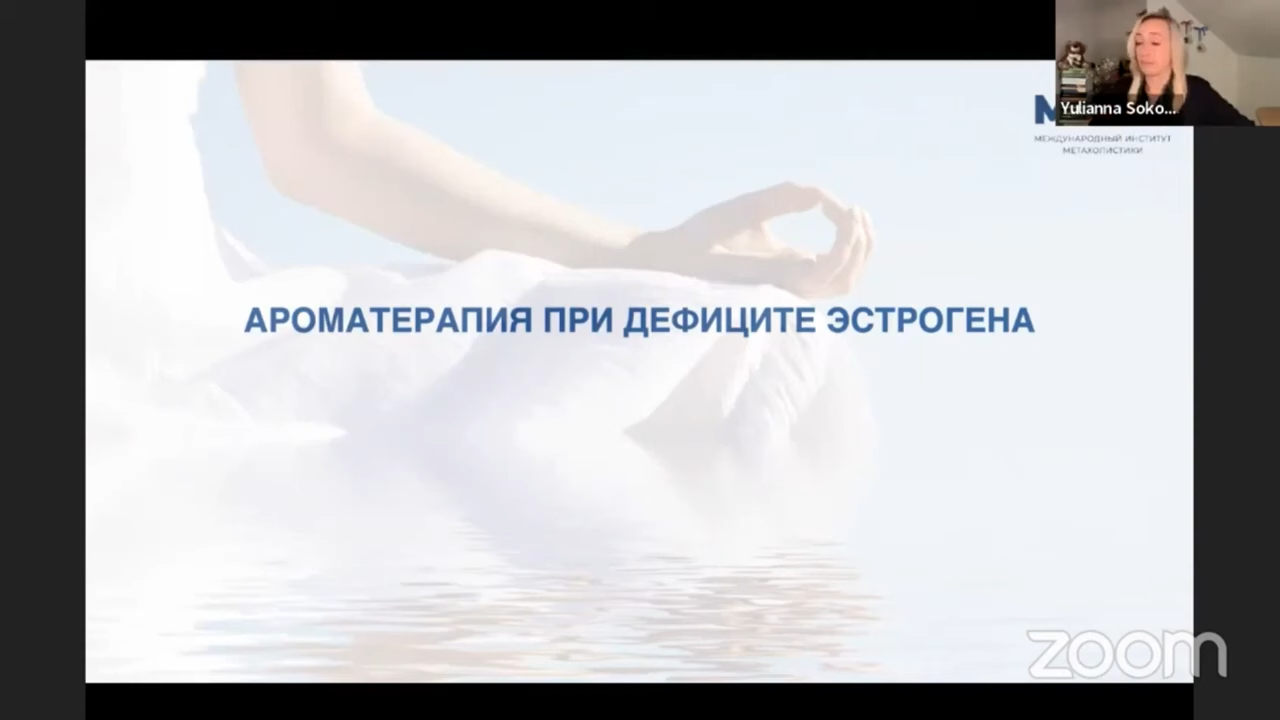 Yulianna Soko...
МЕЖДУНАРОДНЫЙ ИНСТИТУТ
МЕТАХОЛИСТИКИ
АРОМАТЕРАПИЯ ПРИ ДЕФИЦИТЕ ЭСТРОГЕНА
zoom